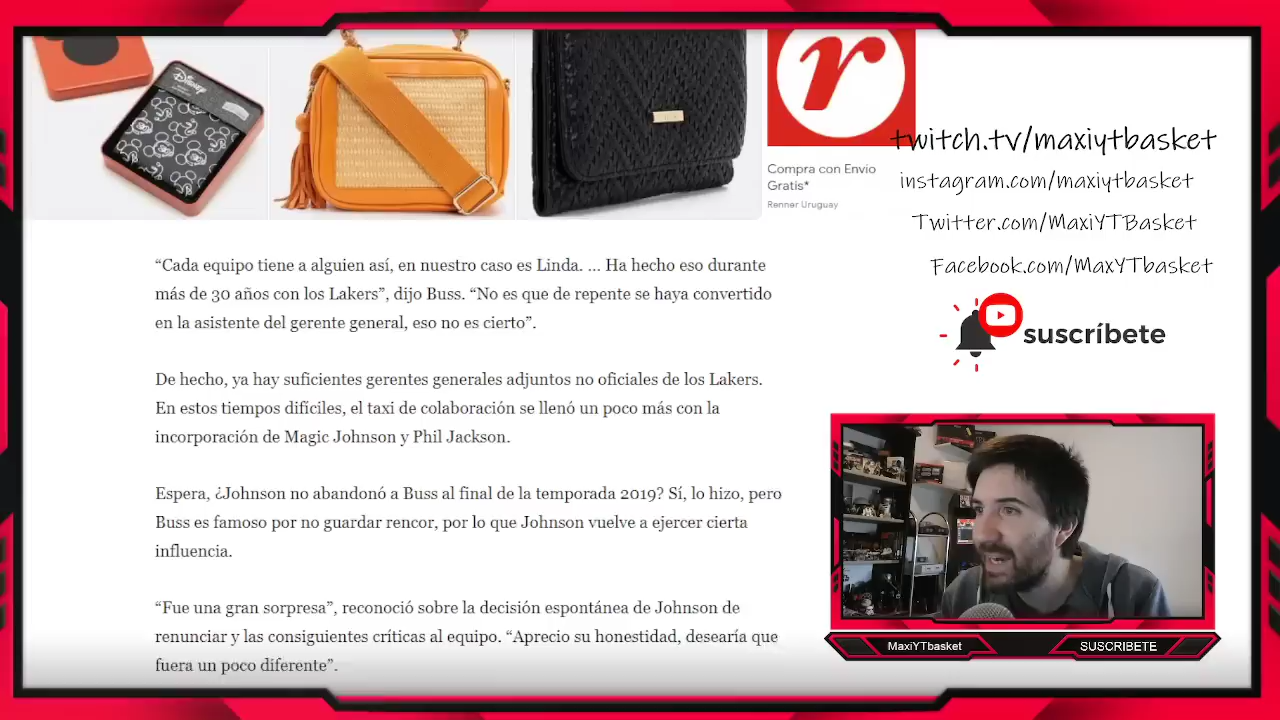 Disney
r
Compra con Envio
Gratis*
Renner Uruguay
twitch.tv/maxiytbasket
instagram.com/maxiytbasket
Twitter.com/MaxiYTBasket
Facebook.com/MaxYTbasket
suscríbete
“Cada equipo tiene a alguien así, en nuestro caso es Linda. ... Ha hecho eso durante
más de 30 años con los Lakers”, dijo Buss. “No es que de repente se haya convertido
en la asistente del gerente general, eso no es cierto”.
De hecho, ya hay suficientes gerentes generales adjuntos no oficiales de los Lakers.
En estos tiempos difíciles, el taxi de colaboración se llenó un poco más con la
incorporación de Magic Johnson y Phil Jackson.
Espera, ¿Johnson no abandonó a Buss al final de la temporada 2019? Sí, lo hizo, pero
Buss es famoso por no guardar rencor, por lo que Johnson vuelve a ejercer cierta
influencia.
“Fue una gran sorpresa”, reconoció sobre la decisión espontánea de Johnson de
renunciar y las consiguientes críticas al equipo. “Aprecio su honestidad, desearía que
fuera un poco diferente”.
MaxiYTbasket
SUSCRIBETE